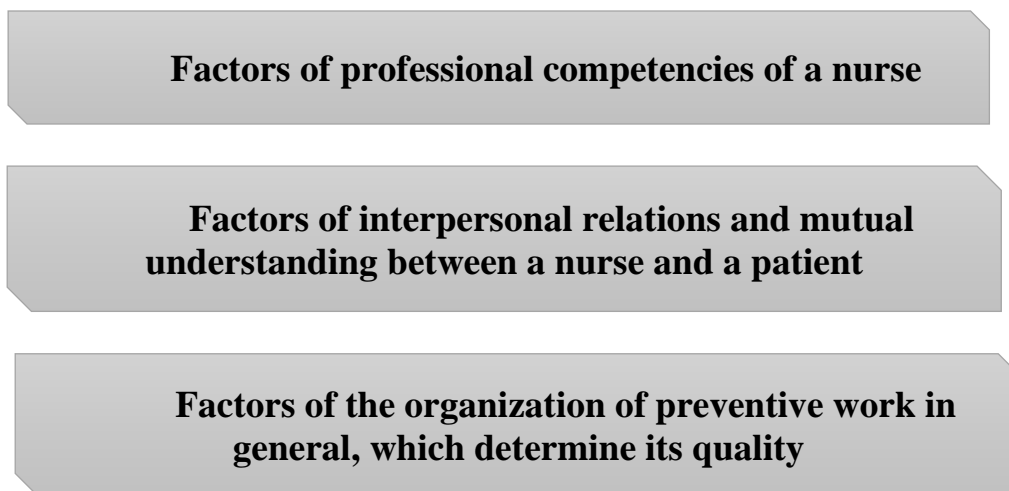 Factors of professional competencies of a nurse
Factors of interpersonal relations and mutual
understanding between a nurse and a patient
Factors of the organization of preventive work in
general, which determine its quality